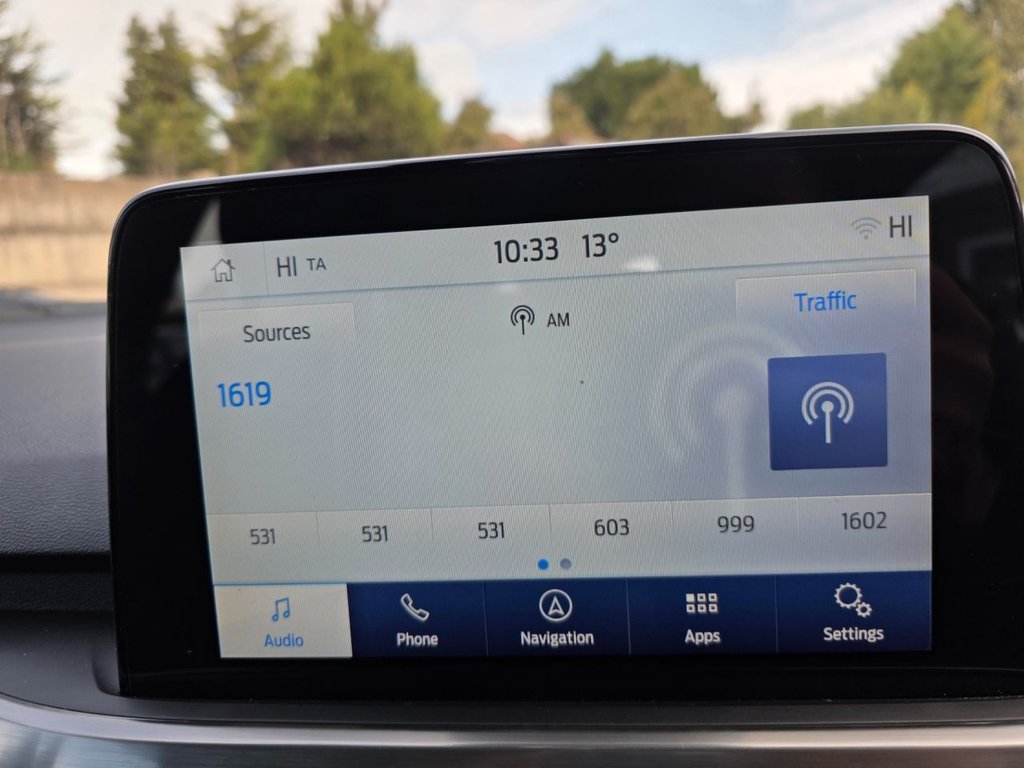 HI TA 10:33 13° HI
Sources AM Traffic
1619
531 531 531 603 999 1602
Audio Phone Navigation Apps Settings